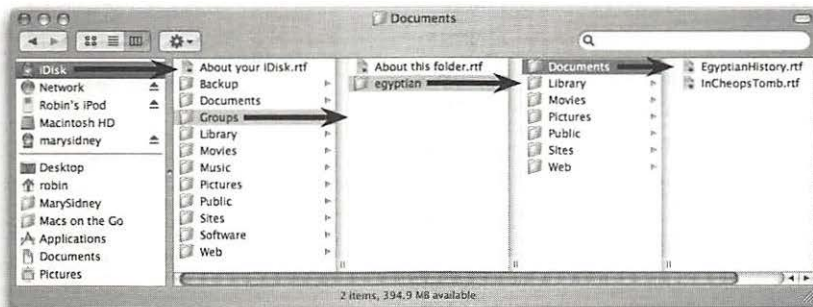 Documents
iDisk
Network
Robin's iPod
Macintosh HD
marysidney
Desktop
robin
MarySidney
Macs on the Go
Applications
Documents
Pictures
About your iDisk.rtf
Backup
Documents
Groups
Library
Movies
Music
Pictures
Public
Sites
Software
Web
About this folder.rtf
egyptian
Documents
Library
Movies
Pictures
Public
Sites
Web
EgyptianHistory.rtf
InCheopsTomb.rtf
2 items, 394.9 MB available